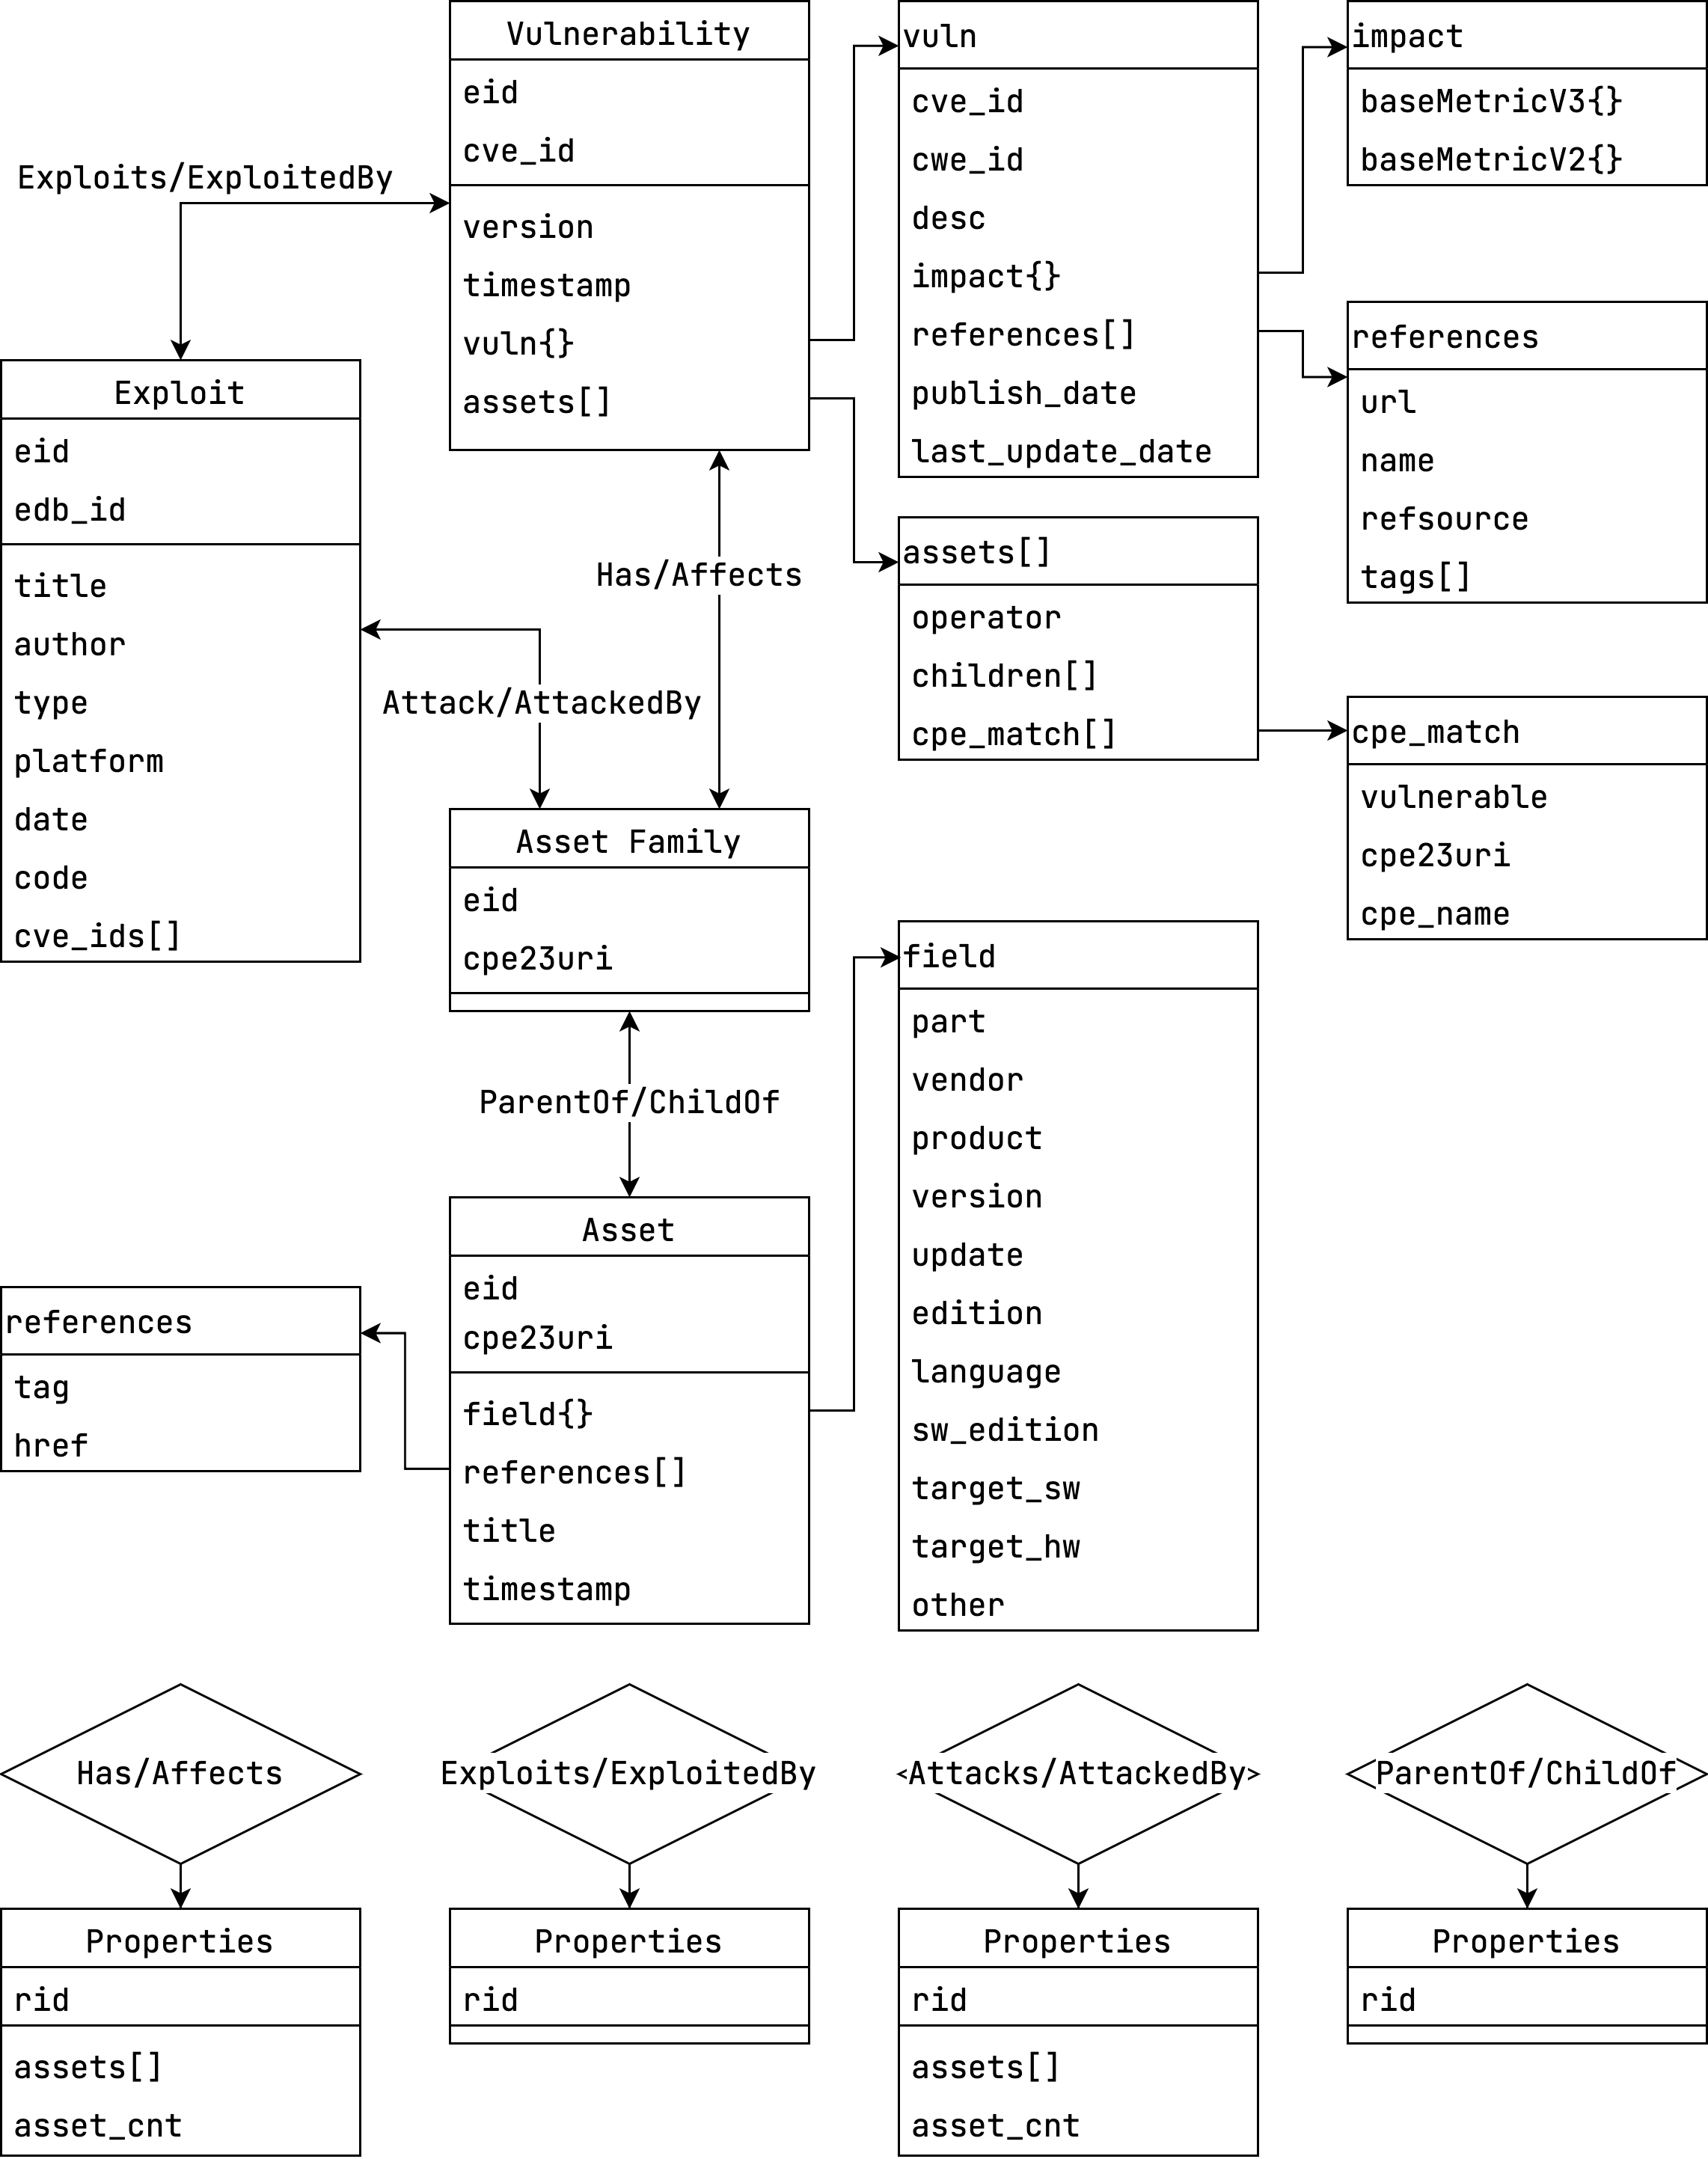 Vulnerability
eid
cve_id
version
timestamp
vuln{}
assets[]
vuln
cve_id
cwe_id
desc
impact{}
references[]
publish_date
last_update_date
impact
baseMetricV3{}
baseMetricV2{}
Exploits/ExploitedBy
references
url
name
refsource
tags[]
Exploit
eid
edb_id
title
author
type
platform
date
code
cve_ids[]
Has/Affects
Attack/AttackedBy
assets[]
operator
children[]
cpe_match[]
cpe_match
vulnerable
cpe23uri
cpe_name
Asset Family
eid
cpe23uri
ParentOf/ChildOf
field
part
vendor
product
version
update
edition
language
sw_edition
target_sw
target_hw
other
Asset
eid
cpe23uri
field{}
references[]
title
timestamp
references
tag
href
Has/Affects
Exploits/ExploitedBy
Attacks/AttackedBy
ParentOf/ChildOf
Properties
rid
assets[]
asset_cnt
Properties
rid
Properties
rid
assets[]
asset_cnt
Properties
rid